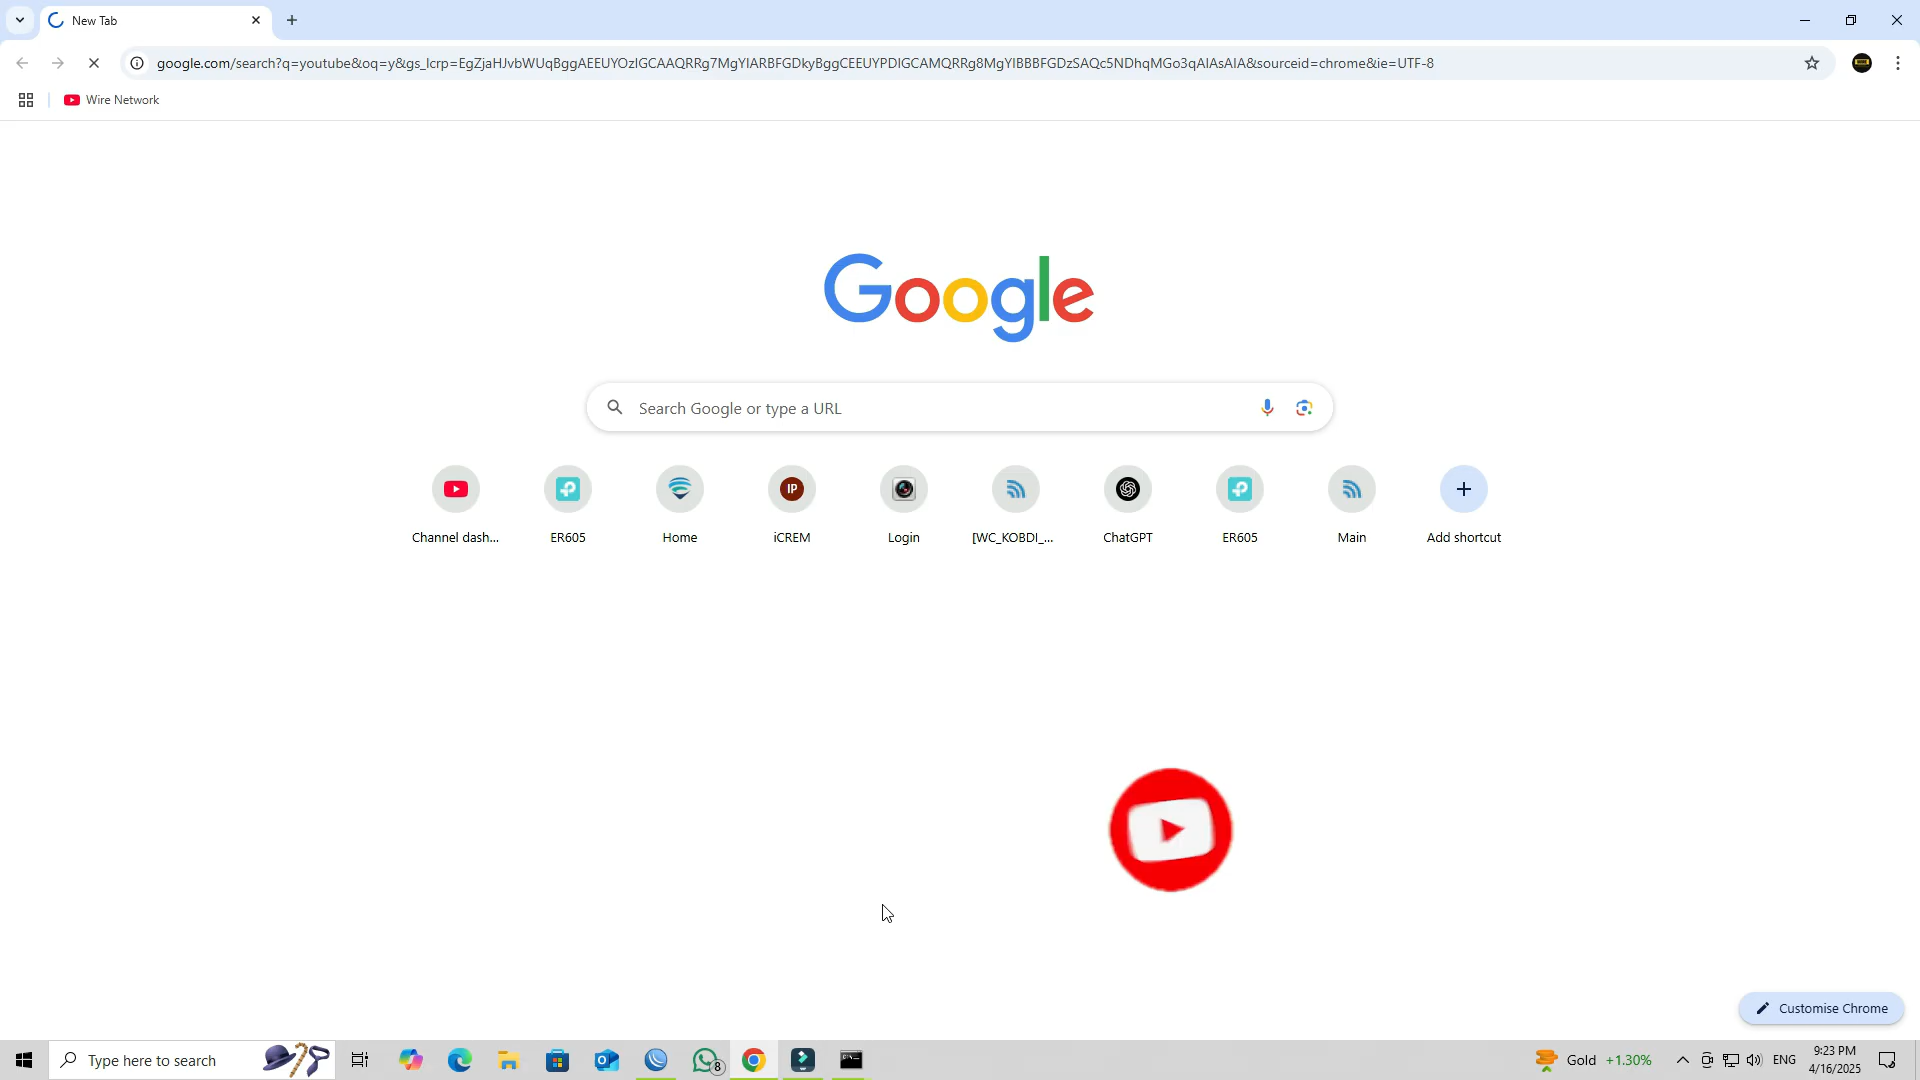 New Tab
google.com/search?q=youtube&oq=y&gs_lcrp=EgZjaHJvbWUqBggAEEUYOzIGCAAQRRg7MgYIARBFGDkyBggCEEUYPDIGCAMQRRg8MgYIBBBFGDzSAQc5NDhqMGo3qAIAsAIA&sourceid=chrome&ie=UTF-8
Wire Network
Google
Search Google or type a URL
IP
Channel dash... ER605 Home iCREM Login [WC_KOBDI_... ChatGPT ER605 Main Add shortcut
Customise Chrome
Type here to search
8
Gold +1.30%
ENG
9:23 PM
4/16/2025